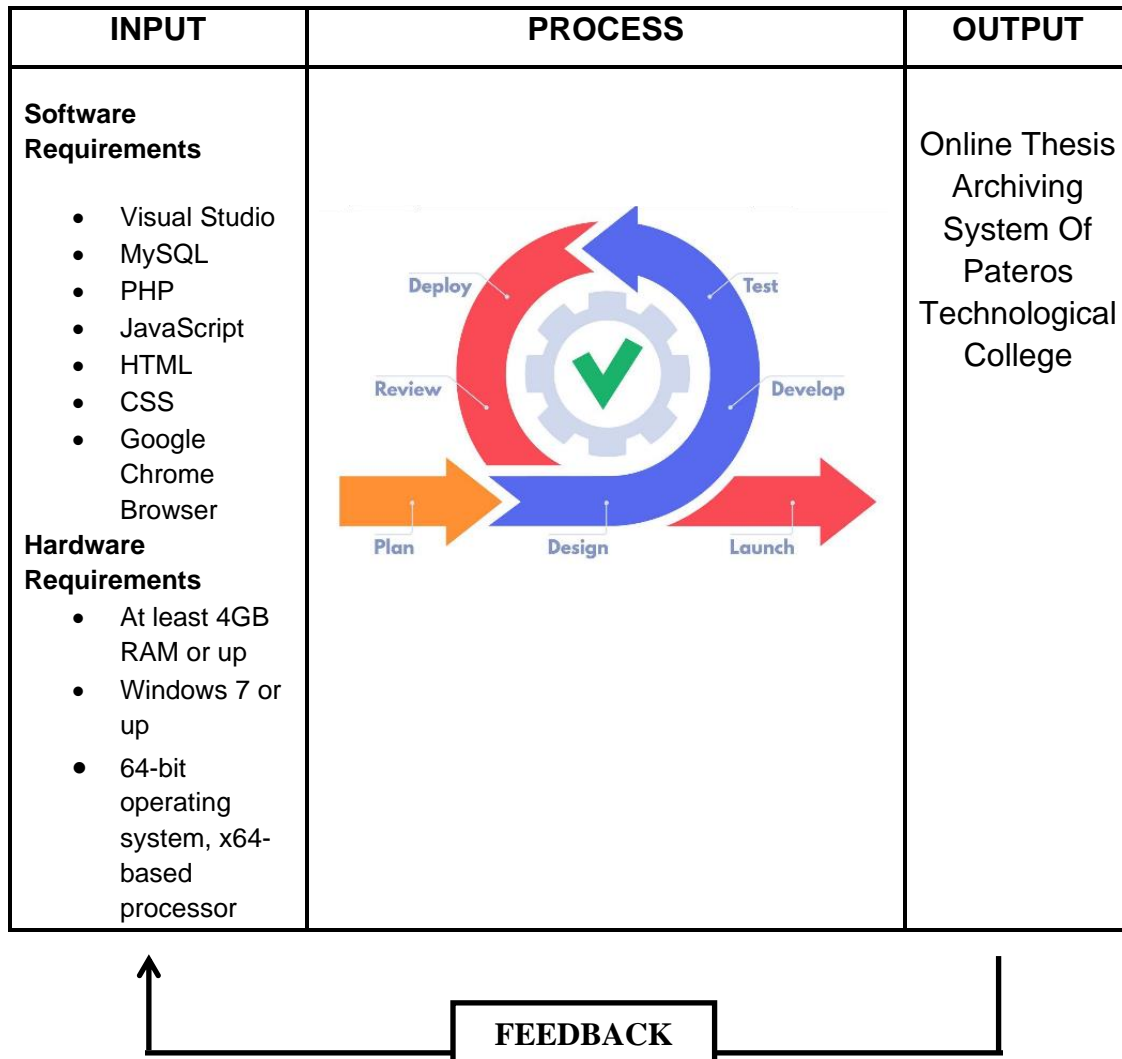 INPUT
PROCESS
OUTPUT
Software
Requirements
• Visual Studio
• MySQL
• PHP
• JavaScript
• HTML
• CSS
• Google
Chrome
Browser
Hardware
Requirements
• At least 4GB
RAM or up
• Windows 7 or
up
• 64-bit
operating
system, x64-
based
processor
Deploy
Test
Review
Develop
Plan
Design
Launch
Online Thesis
Archiving
System Of
Pateros
Technological
College
FEEDBACK